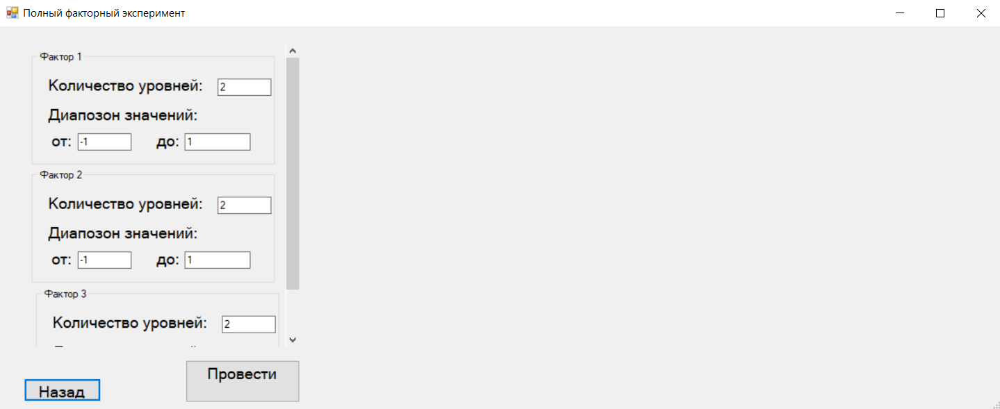 Полный факторный эксперимент
Фактор 1
Количество уровней: 2
Диапозон значений:
от: -1 до: 1
Фактор 2
Количество уровней: 2
Диапозон значений:
от: -1 до: 1
Фактор 3
Количество уровней: 2
Провести
Назад